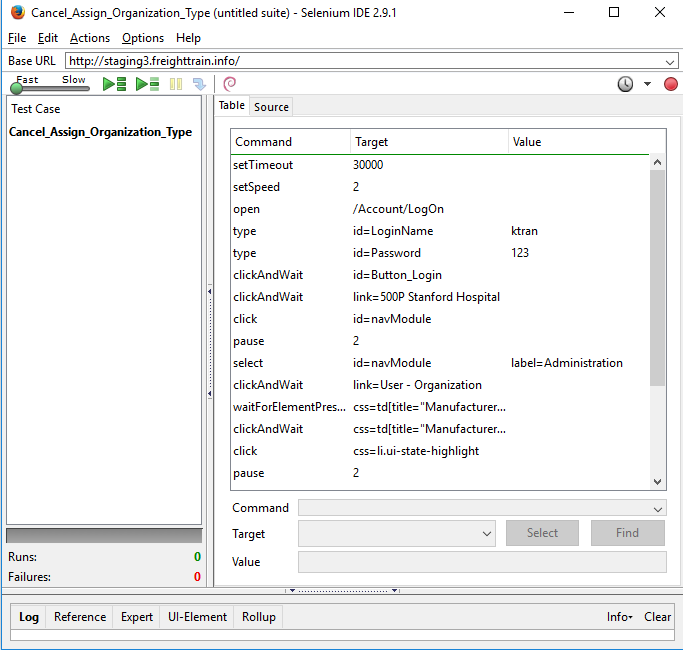 Cancel_Assign_Organization_Type (untitled suite) - Selenium IDE 2.9.1
File Edit Actions Options Help
Base URL http://staging3.freighttrain.info/
Fast Slow
Test Case
Cancel_Assign_Organization_Type
Runs: 0
Failures: 0
Table Source
Command Target Value
setTimeout 30000
setSpeed 2
open /Account/LogOn
type id=LoginName ktran
type id=Password 123
clickAndWait id=Button_Login
clickAndWait link=500P Stanford Hospital
click id=navModule
pause 2
select id=navModule label=Administration
clickAndWait link=User - Organization
waitForElementPres... css=td[title="Manufacturer...
clickAndWait css=td[title="Manufacturer...
click css=li.ui-state-highlight
pause 2
Command
Target Select Find
Value
Log Reference Expert UI-Element Rollup Info Clear